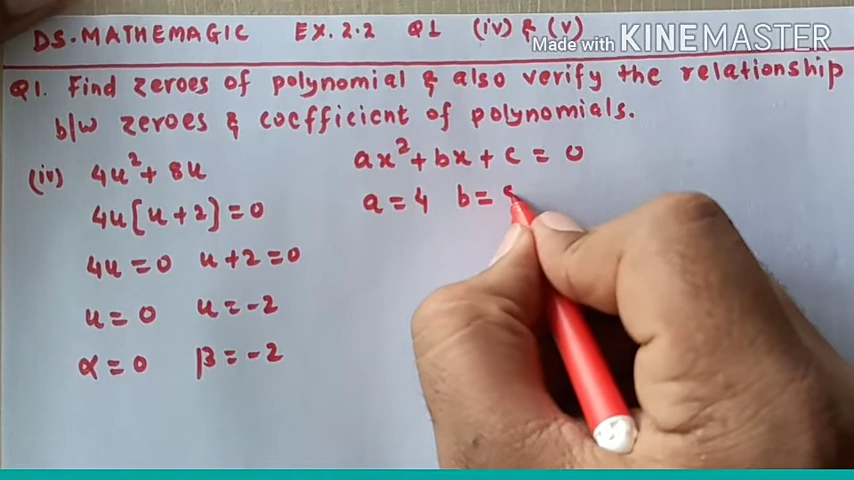 DS.MATHEMAGIC EX.2.2 Q1 (iv) & (v)
Made with KINEMASTER
Q1. Find zeroes of polynomial & also verify the relationship
b/w zeroes & coefficient of polynomials.
(iv) 4u² + 8u
4u[u+2]=0
4u=0 u+2=0
u=0 u=-2
α=0 β=-2
ax²+bx+c=0
a=4 b=